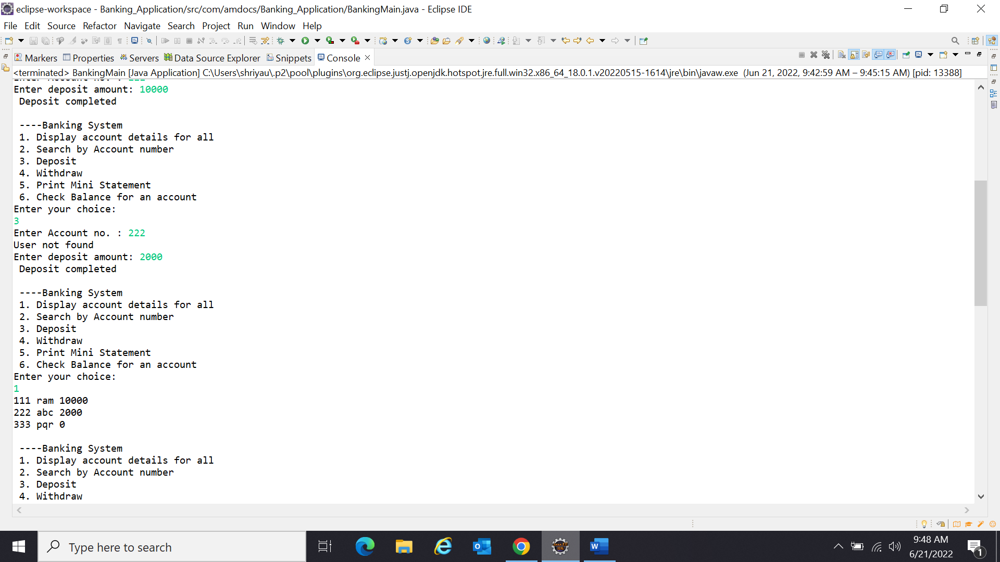 eclipse-workspace - Banking_Application/src/com/amdocs/Banking_Application/BankingMain.java - Eclipse IDE
File Edit Source Refactor Navigate Search Project Run Window Help
Markers Properties Servers Data Source Explorer Snippets Console
<terminated> BankingMain [Java Application] C:\Users\shriyau\.p2\pool\plugins\org.eclipse.justj.openjdk.hotspot.jre.full.win32.x86_64_18.0.1.v20220515-1614\jre\bin\javaw.exe (Jun 21, 2022, 9:42:59 AM – 9:45:15 AM) [pid: 13388]
Enter Account no. :
Enter deposit amount: 10000
Deposit completed
----Banking System
1. Display account details for all
2. Search by Account number
3. Deposit
4. Withdraw
5. Print Mini Statement
6. Check Balance for an account
Enter your choice:
3
Enter Account no. : 222
User not found
Enter deposit amount: 2000
Deposit completed
----Banking System
1. Display account details for all
2. Search by Account number
3. Deposit
4. Withdraw
5. Print Mini Statement
6. Check Balance for an account
Enter your choice:
1
111 ram 10000
222 abc 2000
333 pqr 0
----Banking System
1. Display account details for all
2. Search by Account number
3. Deposit
4. Withdraw
Type here to search
9:48 AM
6/21/2022
1